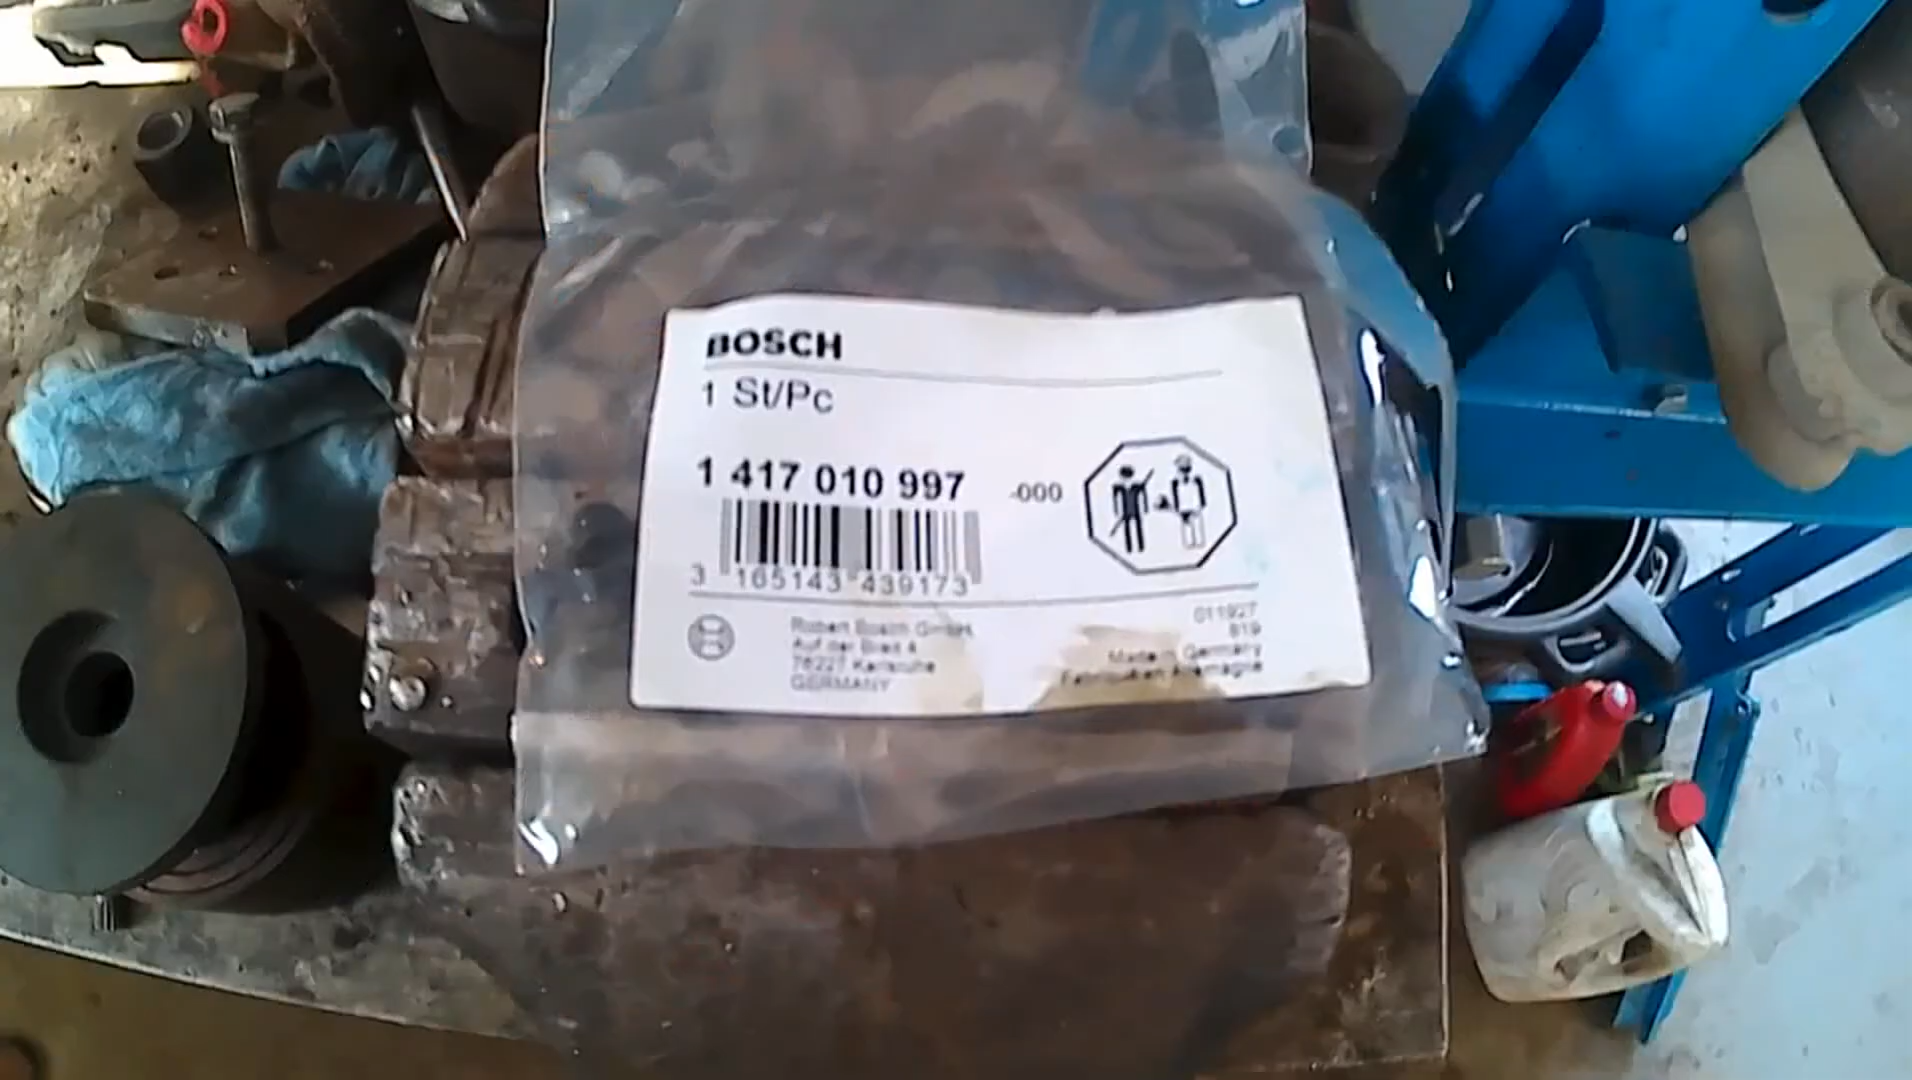 BOSCH
1 St/Pc
1 417 010 997 -000
3 165143 439173
Robert Bosch GmbH
Auf der Breit 4
76227 Karlsruhe
GERMANY
011927
819
Made in Germany
Allemagne